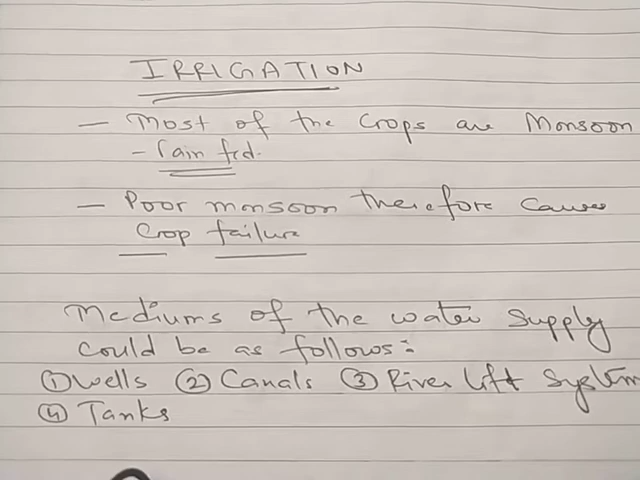 IRRIGATION
— Most of the Crops are Monsoon
- rain fed.
— Poor monsoon therefore causes
Crop failure
Mediums of the water supply
could be as follows:
① Wells ② Canals ③ River lift System
④ Tanks